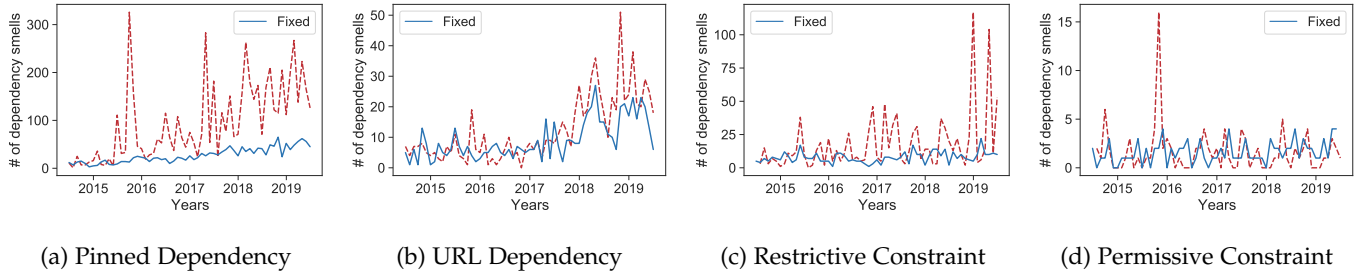 # of dependency smells
300
200
100
0
Fixed
2015 2016 2017 2018 2019
Years
(a) Pinned Dependency
# of dependency smells
50
40
30
20
10
0
Fixed
2015 2016 2017 2018 2019
Years
(b) URL Dependency
# of dependency smells
100
75
50
25
0
Fixed
2015 2016 2017 2018 2019
Years
(c) Restrictive Constraint
# of dependency smells
15
10
5
0
Fixed
2015 2016 2017 2018 2019
Years
(d) Permissive Constraint